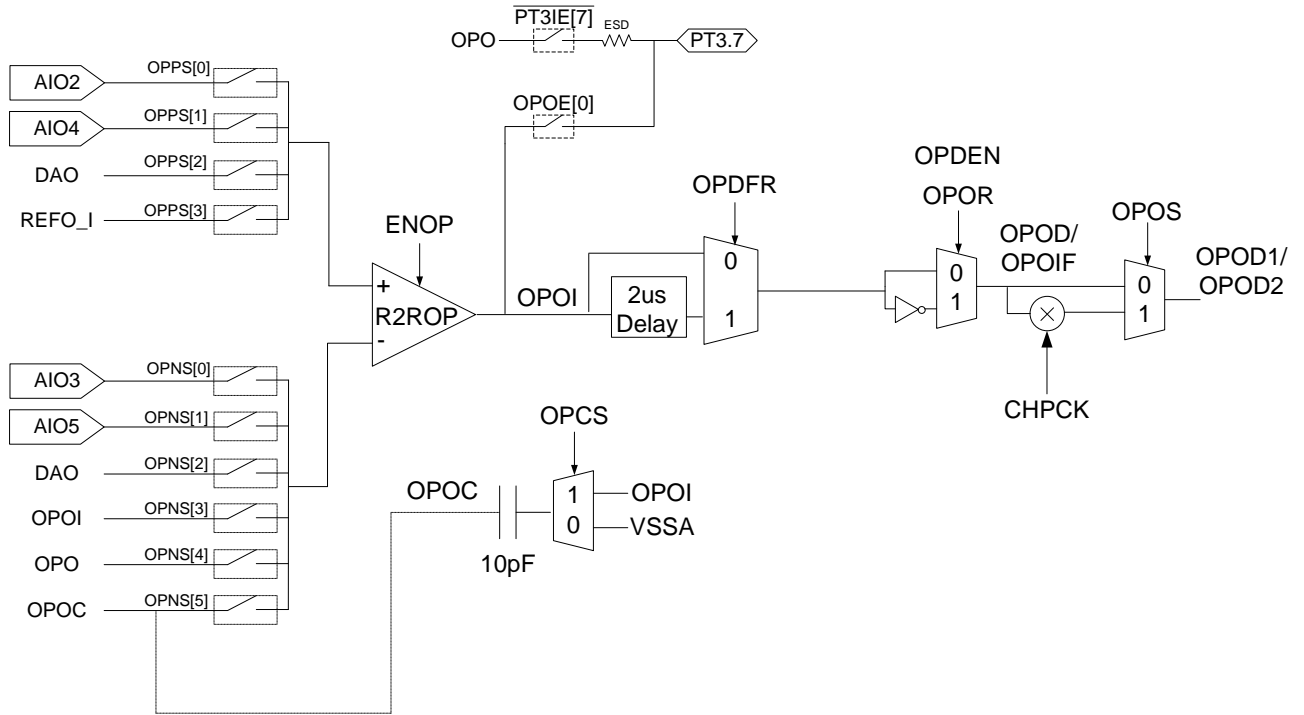 PT3IE[7]
ESD
OPO
PT3.7
OPPS[0]
AIO2
OPOE[0]
OPPS[1]
AIO4
OPPS[2]
DAO
OPPS[3]
REFO_I
ENOP
OPDFR
OPDEN
OPOR
OPOD/
OPOIF
OPOS
OPOD1/
OPOD2
+
R2ROP
-
OPOI
2us
Delay
0
1
0
1
0
1
CHPCK
OPNS[0]
AIO3
OPNS[1]
AIO5
OPNS[2]
DAO
OPNS[3]
OPOI
OPNS[4]
OPO
OPNS[5]
OPOC
OPCS
OPOC
1
OPOI
0
VSSA
10pF